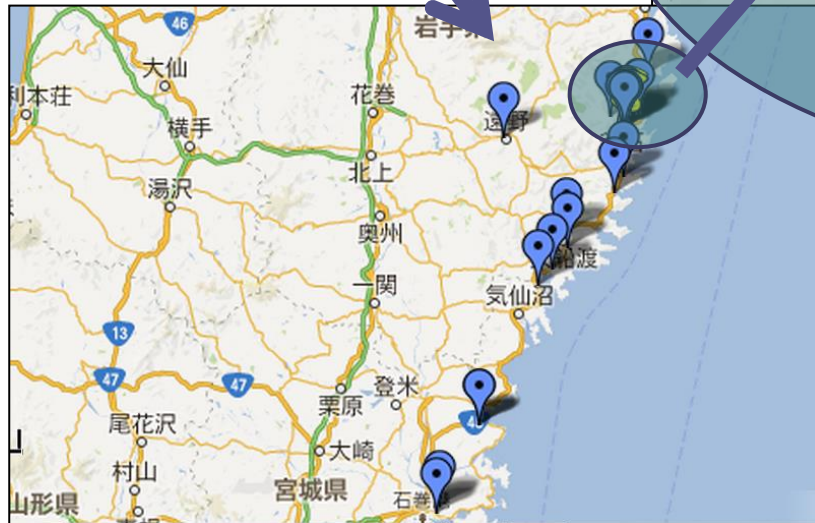 46
岩手県
大仙
利本荘
花巻
遠野
横手
北上
湯沢
奥州
船渡
一関
気仙沼
13
47
47
登米
栗原
尾花沢
大崎
村山
宮城県
石巻
山形県